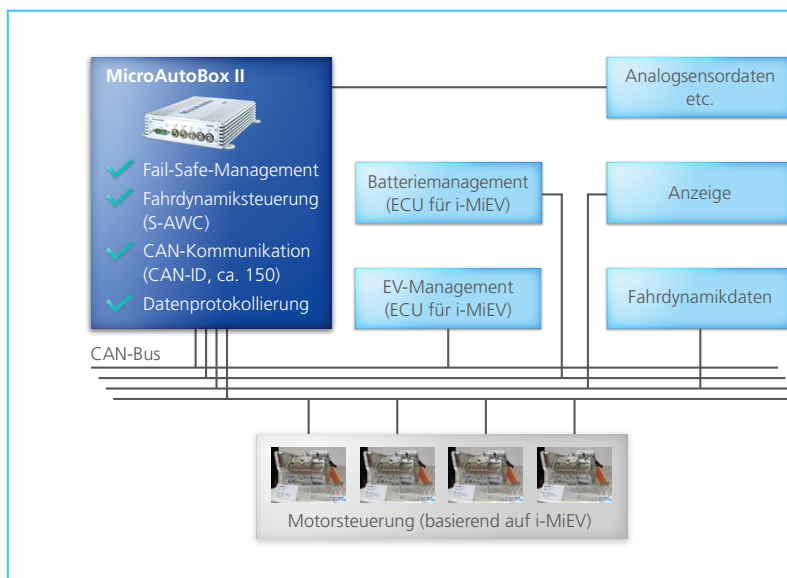 MicroAutoBox II
MicroAutoBox
Fail-Safe-Management
Fahrdynamiksteuerung
(S-AWC)
CAN-Kommunikation
(CAN-ID, ca. 150)
Datenprotokollierung
Analogsensordaten
etc.
Batteriemanagement
(ECU für i-MiEV)
Anzeige
EV-Management
(ECU für i-MiEV)
Fahrdynamikdaten
CAN-Bus
Motorsteuerung (basierend auf i-MiEV)